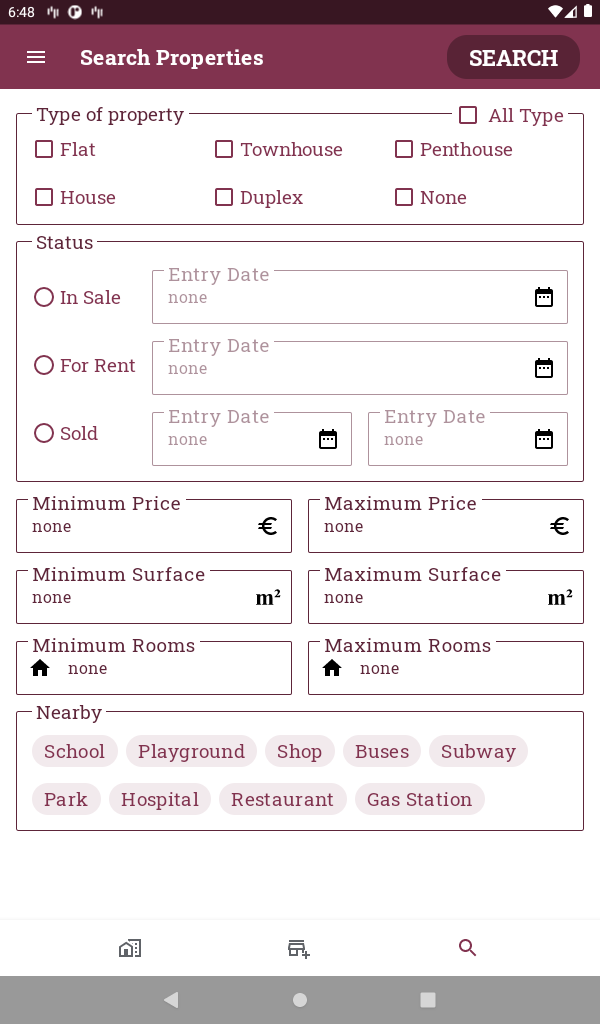 6:48
Search Properties SEARCH
Type of property All Type
Flat Townhouse Penthouse
House Duplex None
Status
Entry Date
In Sale none
Entry Date
For Rent none
Entry Date Entry Date
Sold none none
Minimum Price Maximum Price
none € none €
Minimum Surface Maximum Surface
none m² none m²
Minimum Rooms Maximum Rooms
none none
Nearby
School Playground Shop Buses Subway
Park Hospital Restaurant Gas Station